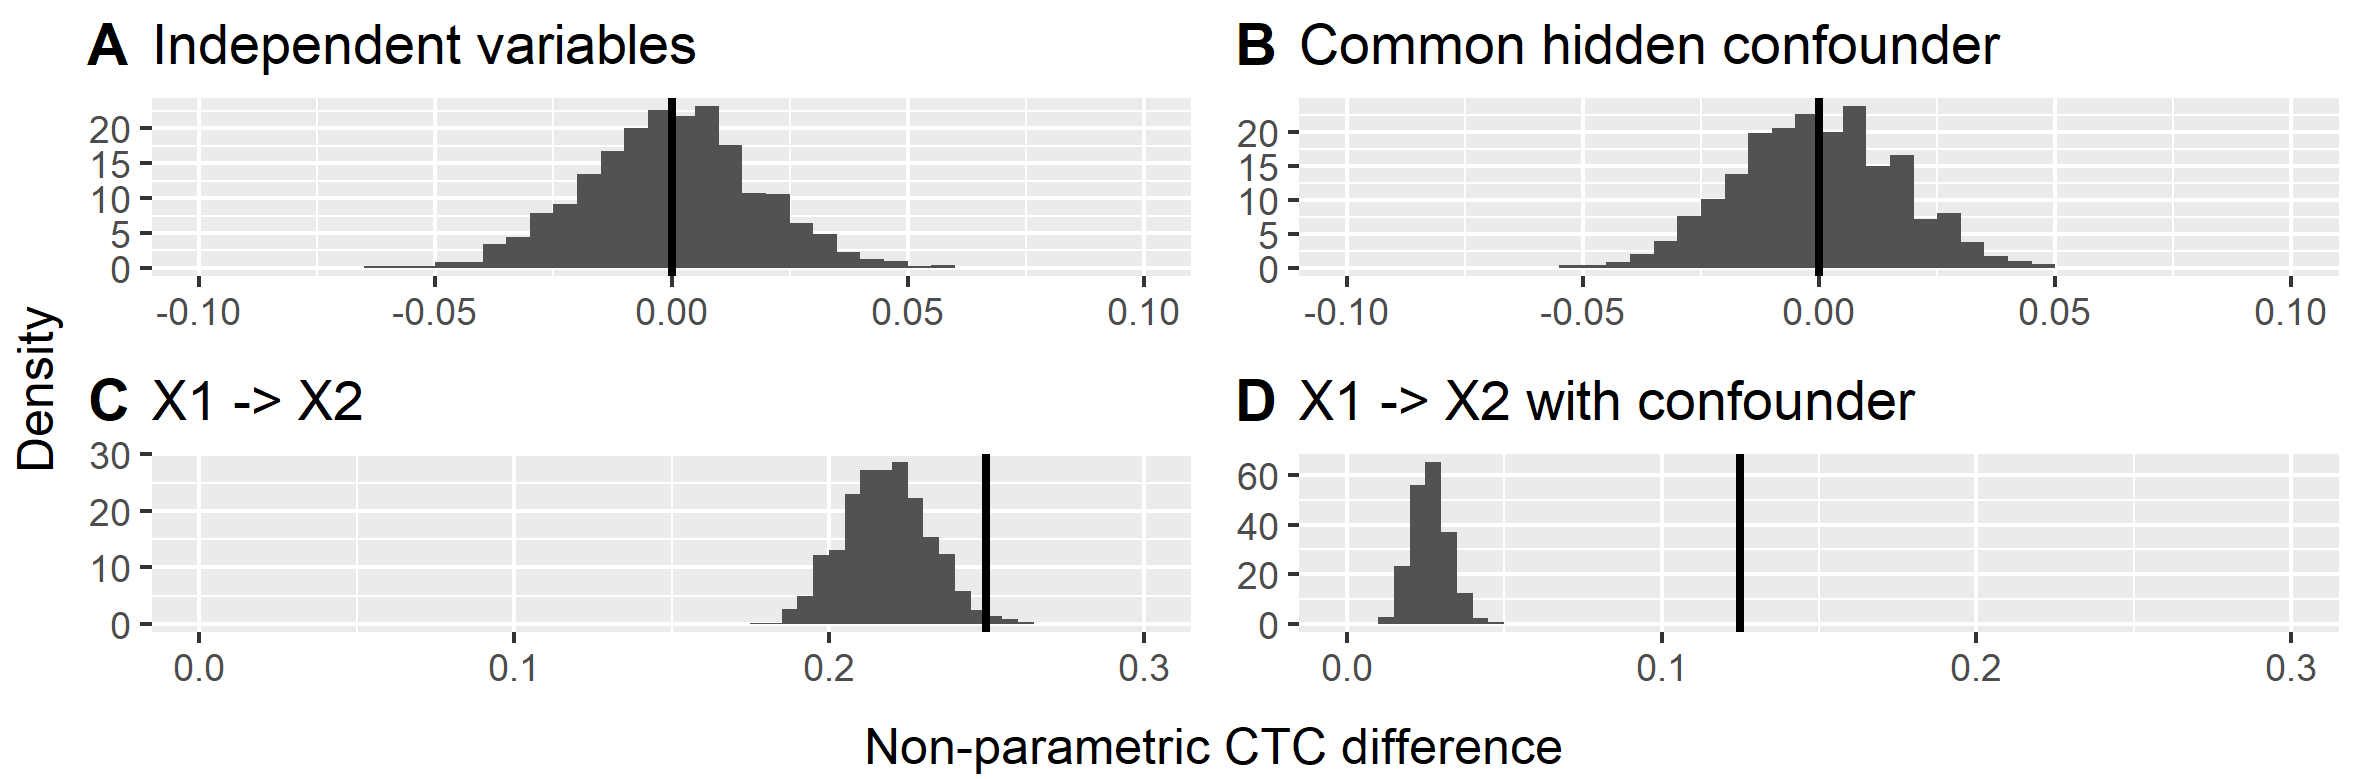 A Independent variables
20
15
10
5
0
-0.10 -0.05 0.00 0.05 0.10
B Common hidden confounder
20
15
10
5
0
-0.10 -0.05 0.00 0.05 0.10
Density
C X1 -> X2
30
20
10
0
0.0 0.1 0.2 0.3
D X1 -> X2 with confounder
60
40
20
0
0.0 0.1 0.2 0.3
Non-parametric CTC difference